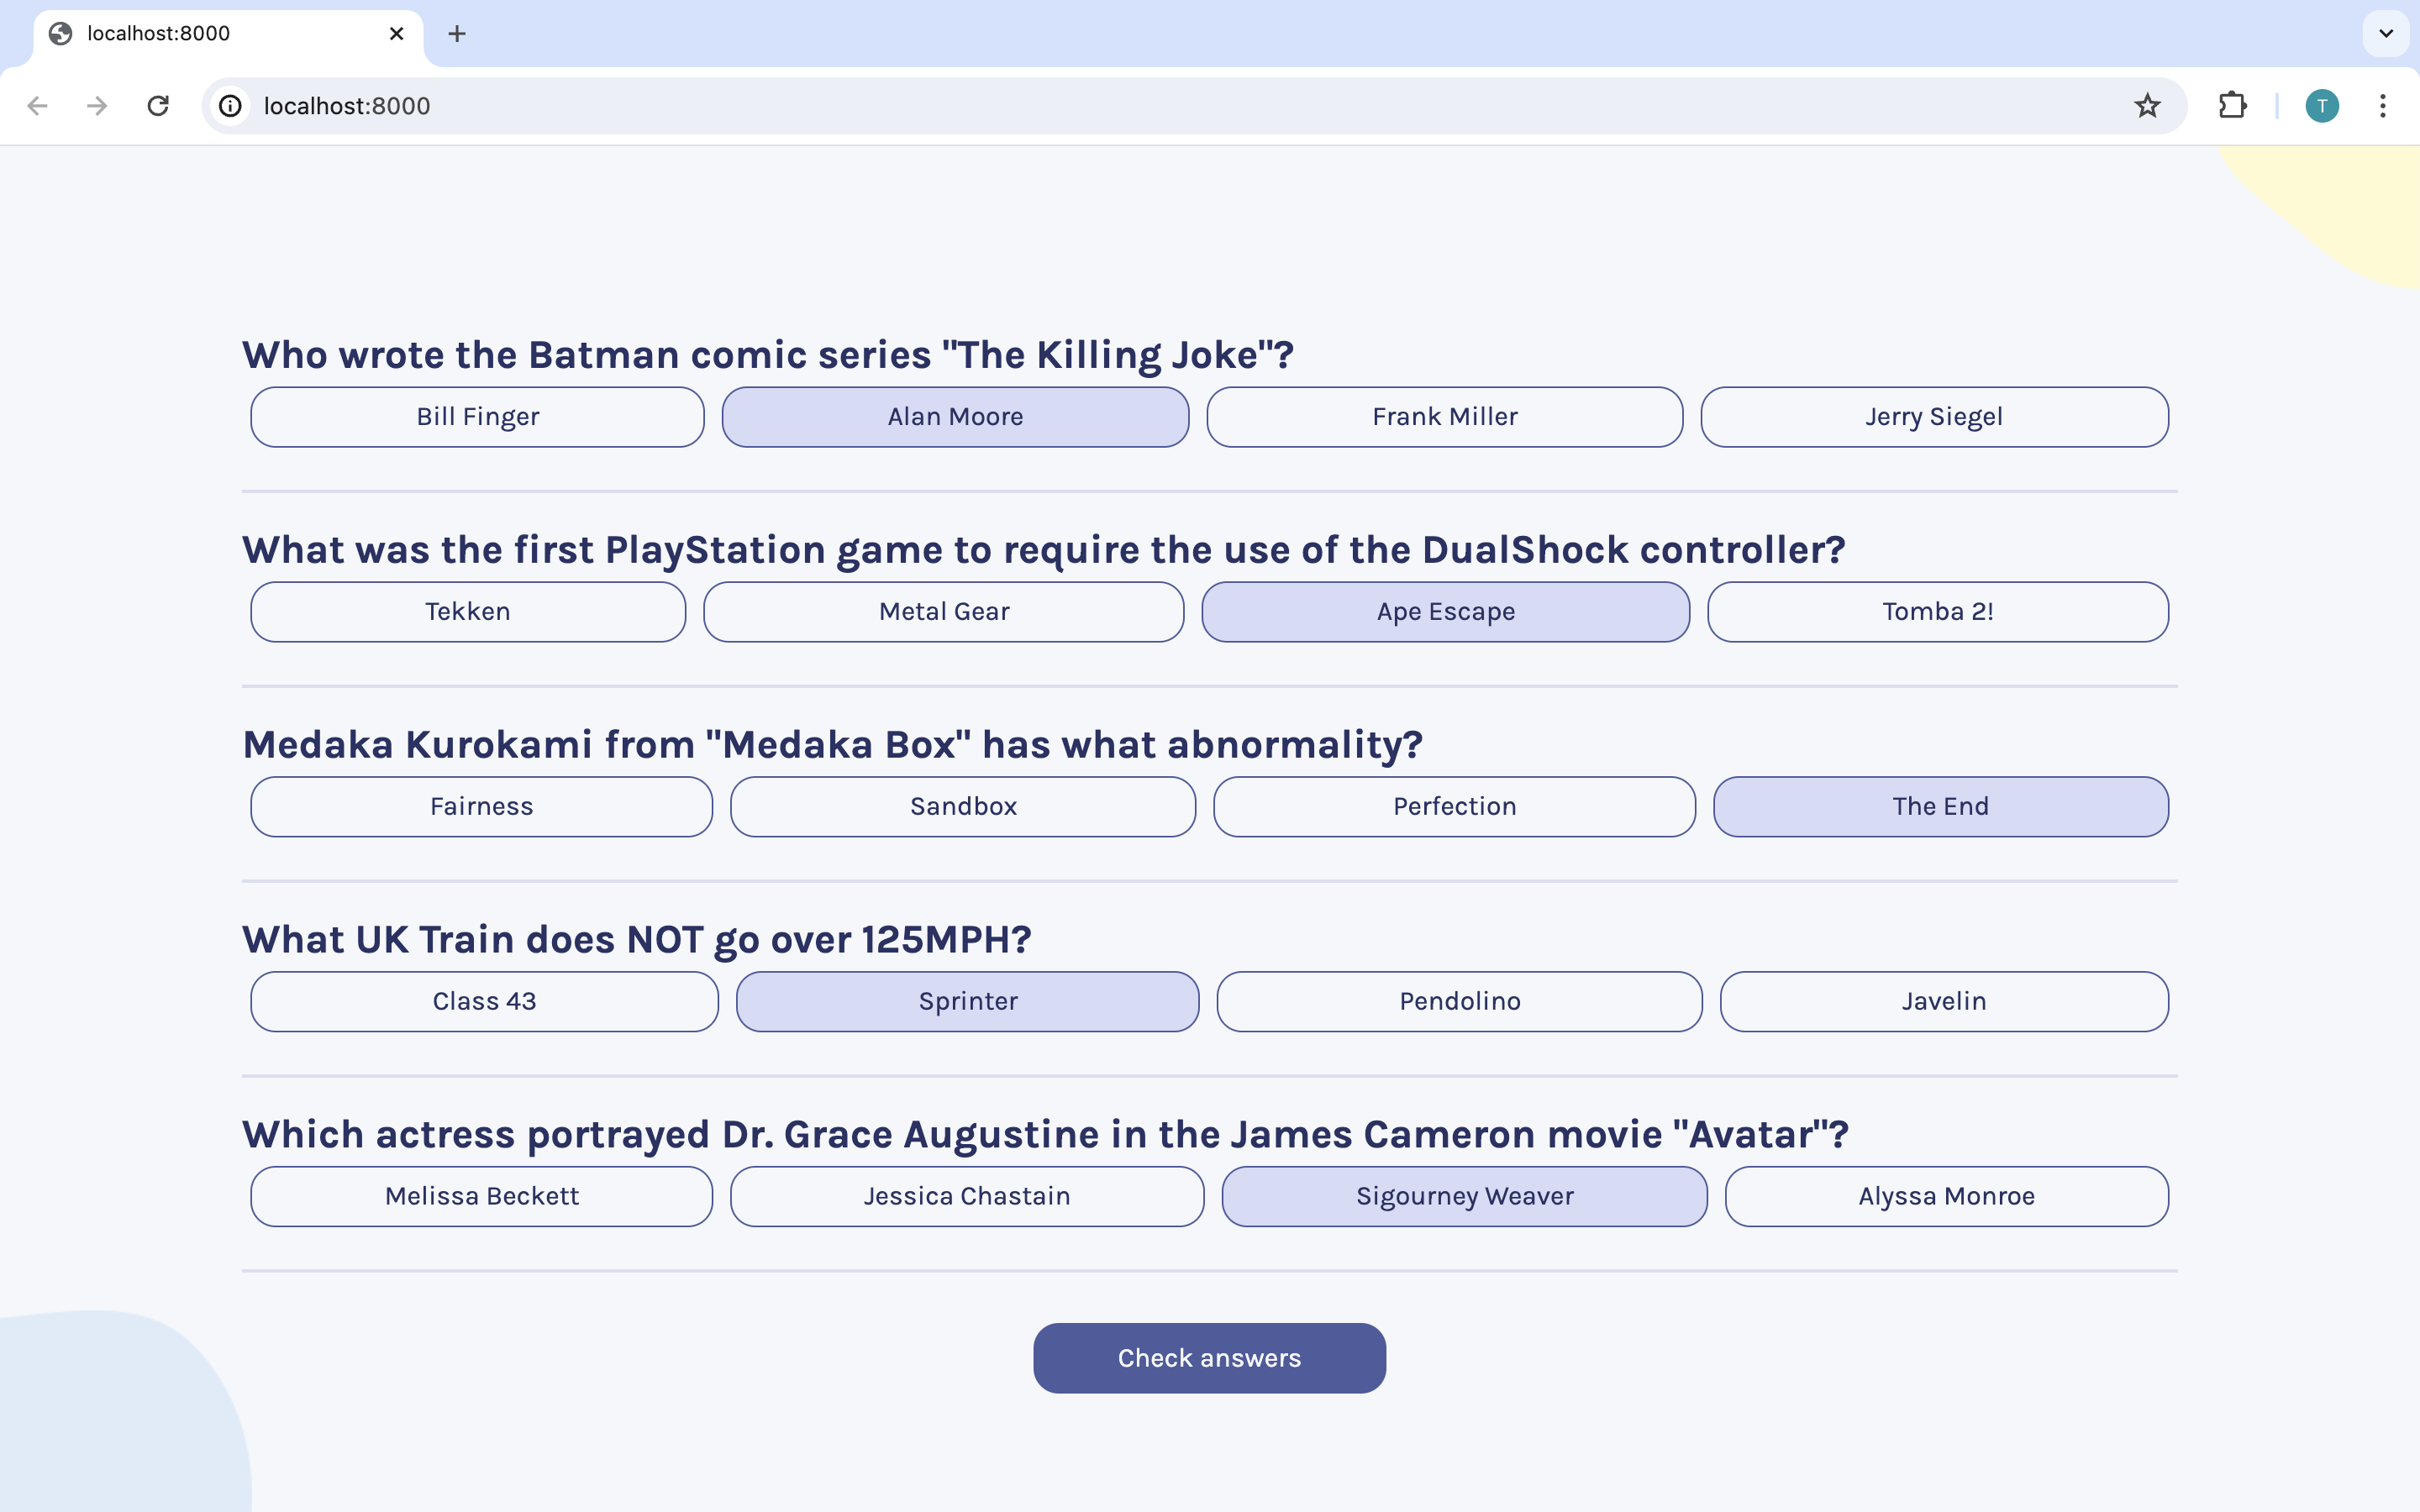 localhost:8000
localhost:8000
T
Who wrote the Batman comic series "The Killing Joke"?
Bill Finger Alan Moore Frank Miller Jerry Siegel
What was the first PlayStation game to require the use of the DualShock controller?
Tekken Metal Gear Ape Escape Tomba 2!
Medaka Kurokami from "Medaka Box" has what abnormality?
Fairness Sandbox Perfection The End
What UK Train does NOT go over 125MPH?
Class 43 Sprinter Pendolino Javelin
Which actress portrayed Dr. Grace Augustine in the James Cameron movie "Avatar"?
Melissa Beckett Jessica Chastain Sigourney Weaver Alyssa Monroe
Check answers